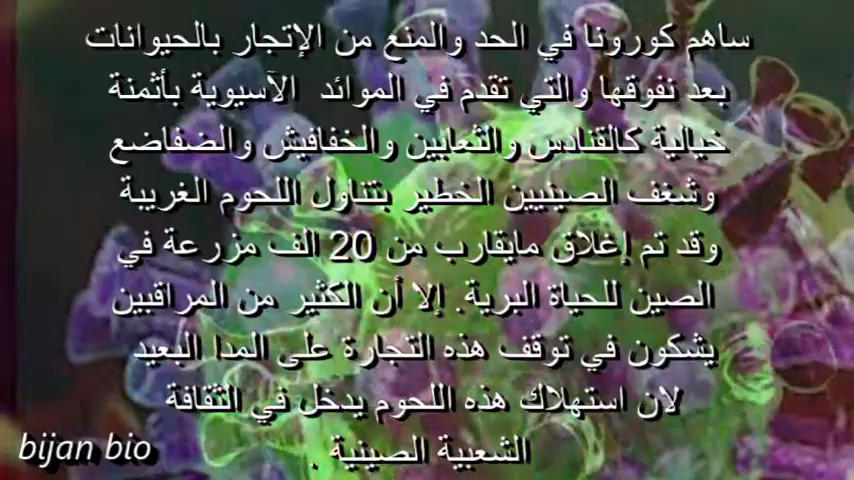 ساهم كورونا في الحد والمنع من الإتجار بالحيوانات
بعد نفوقها والتي تقدم في الموائد الآسيوية بأثمنة
خيالية كالقنادس والثعابين والخفافيش والضفاضع
وشغف الصينيين الخطير بتناول اللحوم الغريبة
وقد تم إغلاق مايقارب من 20 الف مزرعة في
الصين للحياة البرية. إلا أن الكثير من المراقبين
يشكون في توقف هذه التجارة على المدا البعيد
لان استهلاك هذه اللحوم يدخل في الثقافة
الشعبية الصينية .
bijan bio